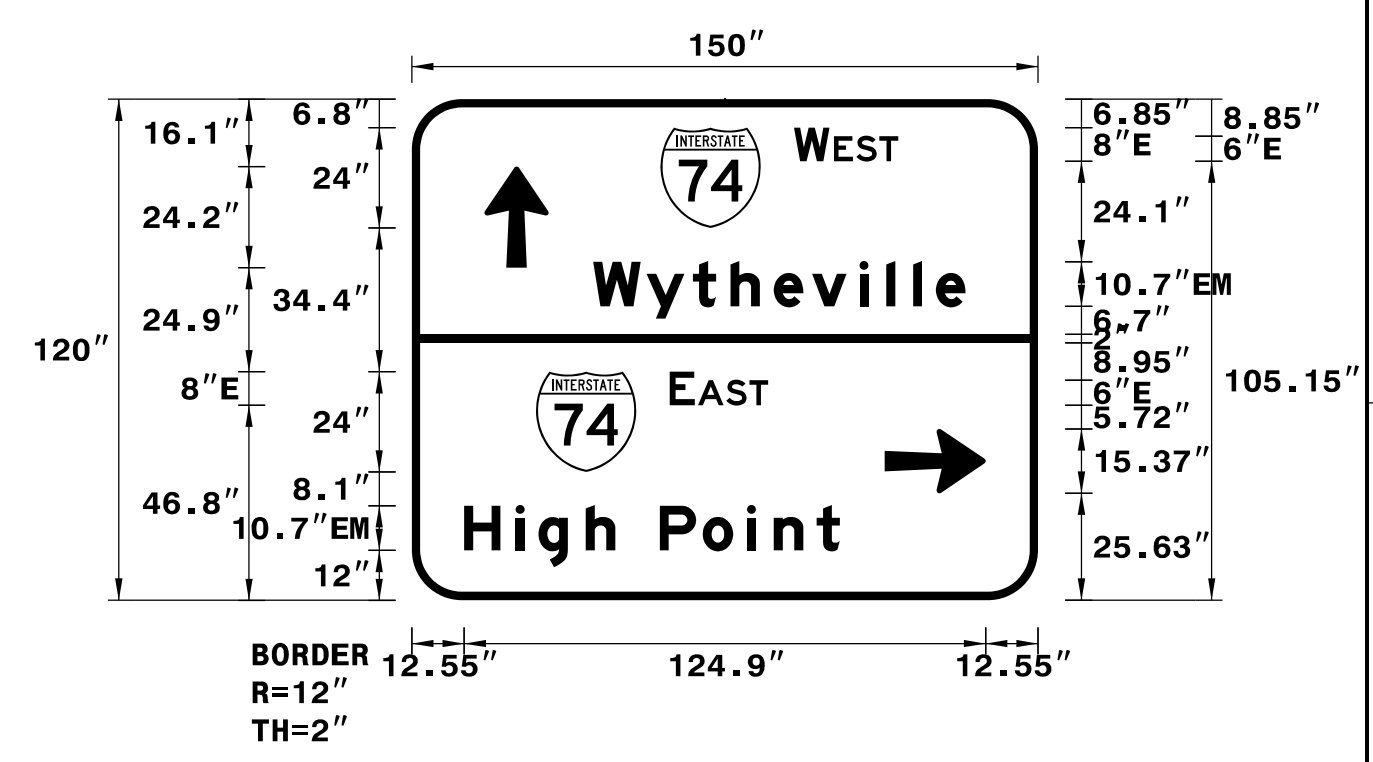 150"
6.8" 6.85" 8.85"
16.1" INTERSTATE WEST 8"E 6"E
24" 74
24.2" 24.1"
34.4" Wytheville 10.7"EM
24.9" 6.7"
120" 2"
8.95"
8"E INTERSTATE EAST 6"E 105.15"
24" 74 5.72"
15.37"
46.8" 8.1"
10.7"EM High Point
12" 25.63"
BORDER 12.55" 124.9" 12.55"
R=12"
TH=2"